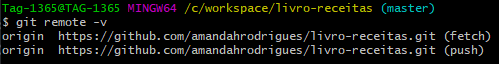 Tag-1365@TAG-1365 MINGW64 /c/workspace/livro-receitas (master)
$ git remote -v
origin  https://github.com/amandahrodrigues/livro-receitas.git (fetch)
origin  https://github.com/amandahrodrigues/livro-receitas.git (push)